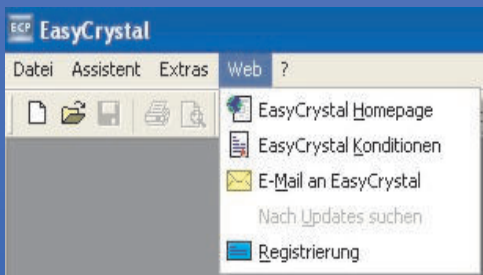 ECP EasyCrystal
Datei Assistent Extras Web ?
EasyCrystal Homepage
EasyCrystal Konditionen
E-Mail an EasyCrystal
Nach Updates suchen
Registrierung